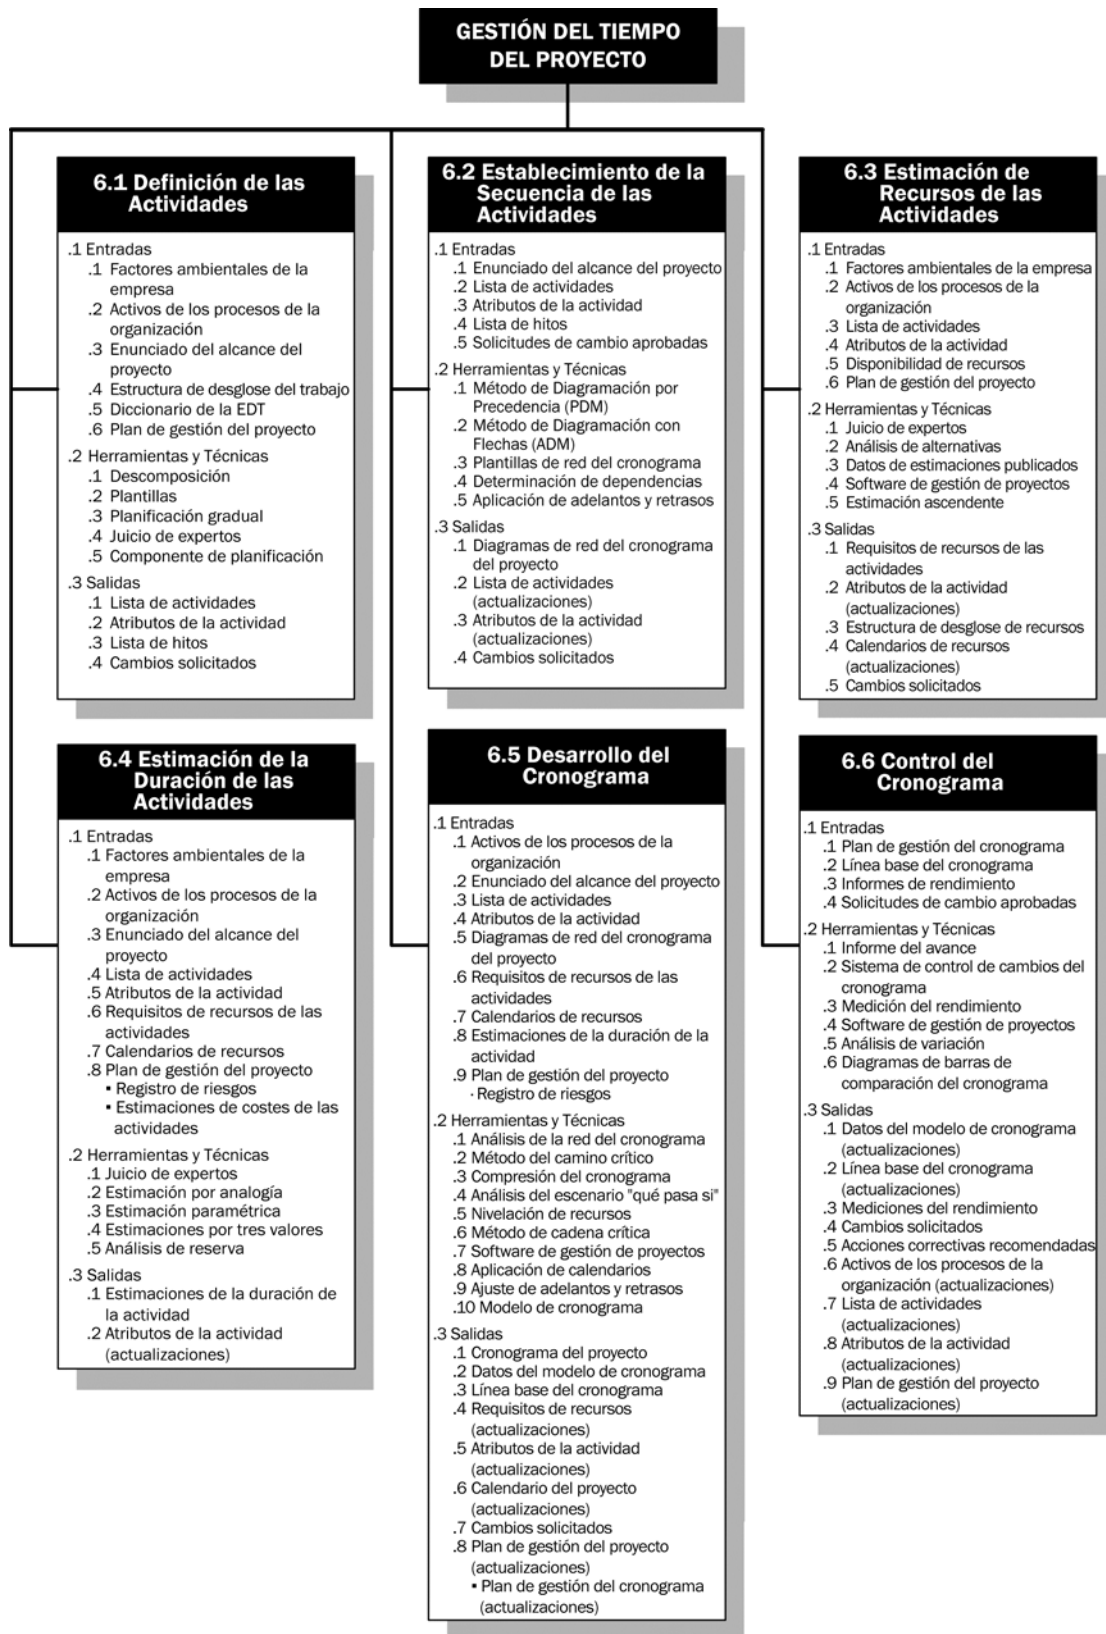 GESTIÓN DEL TIEMPO
DEL PROYECTO
6.1 Definición de las
Actividades
.1 Entradas
.1 Factores ambientales de la
empresa
.2 Activos de los procesos de la
organización
.3 Enunciado del alcance del
proyecto
.4 Estructura de desglose del trabajo
.5 Diccionario de la EDT
.6 Plan de gestión del proyecto
.2 Herramientas y Técnicas
.1 Descomposición
.2 Plantillas
.3 Planificación gradual
.4 Juicio de expertos
.5 Componente de planificación
.3 Salidas
.1 Lista de actividades
.2 Atributos de la actividad
.3 Lista de hitos
.4 Cambios solicitados
6.2 Establecimiento de la
Secuencia de las
Actividades
.1 Entradas
.1 Enunciado del alcance del proyecto
.2 Lista de actividades
.3 Atributos de la actividad
.4 Lista de hitos
.5 Solicitudes de cambio aprobadas
.2 Herramientas y Técnicas
.1 Método de Diagramación por
Precedencia (PDM)
.2 Método de Diagramación con
Flechas (ADM)
.3 Plantillas de red del cronograma
.4 Determinación de dependencias
.5 Aplicación de adelantos y retrasos
.3 Salidas
.1 Diagramas de red del cronograma
del proyecto
.2 Lista de actividades
(actualizaciones)
.3 Atributos de la actividad
(actualizaciones)
.4 Cambios solicitados
6.3 Estimación de
Recursos de las
Actividades
.1 Entradas
.1 Factores ambientales de la empresa
.2 Activos de los procesos de la
organización
.3 Lista de actividades
.4 Atributos de la actividad
.5 Disponibilidad de recursos
.6 Plan de gestión del proyecto
.2 Herramientas y Técnicas
.1 Juicio de expertos
.2 Análisis de alternativas
.3 Datos de estimaciones publicados
.4 Software de gestión de proyectos
.5 Estimación ascendente
.3 Salidas
.1 Requisitos de recursos de las
actividades
.2 Atributos de la actividad
(actualizaciones)
.3 Estructura de desglose de recursos
.4 Calendarios de recursos
(actualizaciones)
.5 Cambios solicitados
6.4 Estimación de la
Duración de las
Actividades
.1 Entradas
.1 Factores ambientales de la
empresa
.2 Activos de los procesos de la
organización
.3 Enunciado del alcance del
proyecto
.4 Lista de actividades
.5 Atributos de la actividad
.6 Requisitos de recursos de las
actividades
.7 Calendarios de recursos
.8 Plan de gestión del proyecto
▪ Registro de riesgos
▪ Estimaciones de costes de las
actividades
.2 Herramientas y Técnicas
.1 Juicio de expertos
.2 Estimación por analogía
.3 Estimación paramétrica
.4 Estimaciones por tres valores
.5 Análisis de reserva
.3 Salidas
.1 Estimaciones de la duración de
la actividad
.2 Atributos de la actividad
(actualizaciones)
6.5 Desarrollo del
Cronograma
.1 Entradas
.1 Activos de los procesos de la
organización
.2 Enunciado del alcance del proyecto
.3 Lista de actividades
.4 Atributos de la actividad
.5 Diagramas de red del cronograma
del proyecto
.6 Requisitos de recursos de las
actividades
.7 Calendarios de recursos
.8 Estimaciones de la duración de la
actividad
.9 Plan de gestión del proyecto
· Registro de riesgos
.2 Herramientas y Técnicas
.1 Análisis de la red del cronograma
.2 Método del camino crítico
.3 Compresión del cronograma
.4 Análisis del escenario "qué pasa si"
.5 Nivelación de recursos
.6 Método de cadena crítica
.7 Software de gestión de proyectos
.8 Aplicación de calendarios
.9 Ajuste de adelantos y retrasos
.10 Modelo de cronograma
.3 Salidas
.1 Cronograma del proyecto
.2 Datos del modelo de cronograma
.3 Línea base del cronograma
.4 Requisitos de recursos
(actualizaciones)
.5 Atributos de la actividad
(actualizaciones)
.6 Calendario del proyecto
(actualizaciones)
.7 Cambios solicitados
.8 Plan de gestión del proyecto
(actualizaciones)
▪ Plan de gestión del cronograma
(actualizaciones)
6.6 Control del
Cronograma
.1 Entradas
.1 Plan de gestión del cronograma
.2 Línea base del cronograma
.3 Informes de rendimiento
.4 Solicitudes de cambio aprobadas
.2 Herramientas y Técnicas
.1 Informe del avance
.2 Sistema de control de cambios del
cronograma
.3 Medición del rendimiento
.4 Software de gestión de proyectos
.5 Análisis de variación
.6 Diagramas de barras de
comparación del cronograma
.3 Salidas
.1 Datos del modelo de cronograma
(actualizaciones)
.2 Línea base del cronograma
(actualizaciones)
.3 Mediciones del rendimiento
.4 Cambios solicitados
.5 Acciones correctivas recomendadas
.6 Activos de los procesos de la
organización (actualizaciones)
.7 Lista de actividades
(actualizaciones)
.8 Atributos de la actividad
(actualizaciones)
.9 Plan de gestión del proyecto
(actualizaciones)